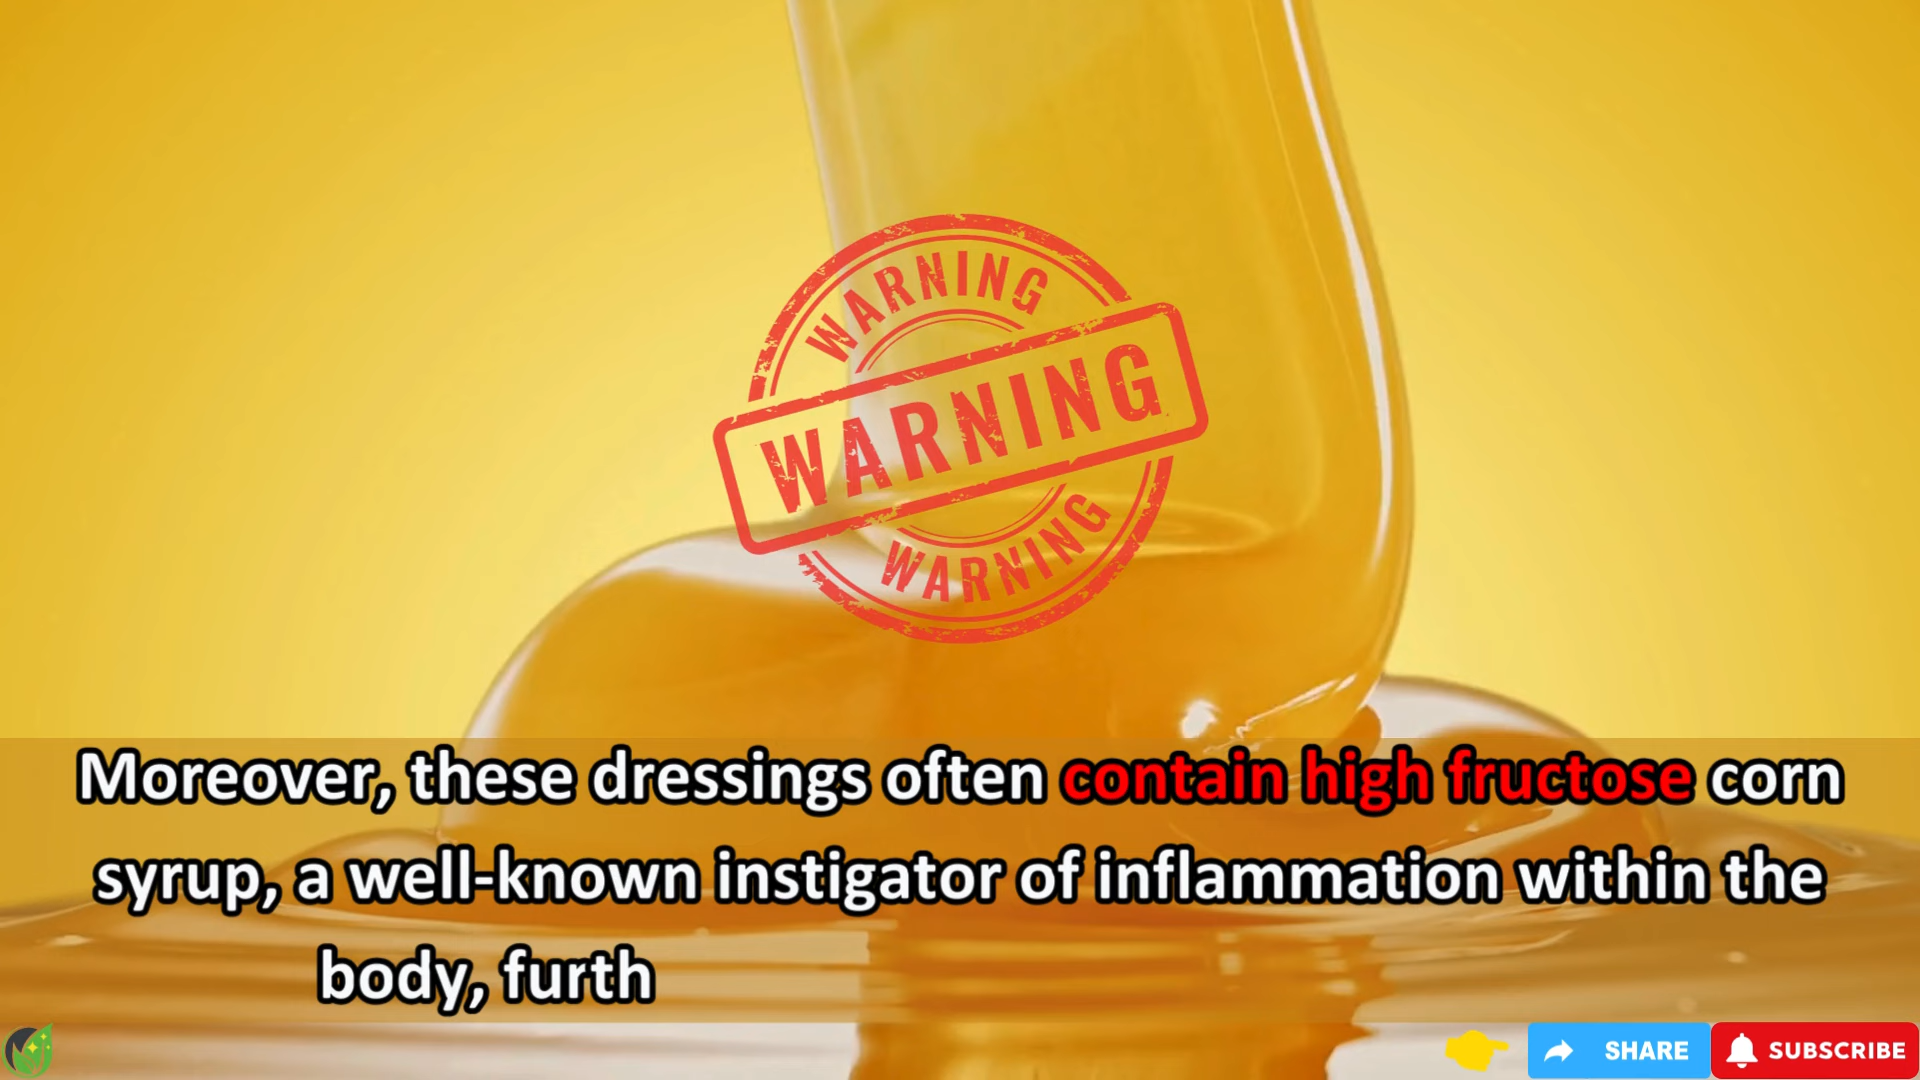 WARNING
WARNING
WARNING
Moreover, these dressings often contain high fructose corn
syrup, a well-known instigator of inflammation within the
body, furth
SHARE
SUBSCRIBE